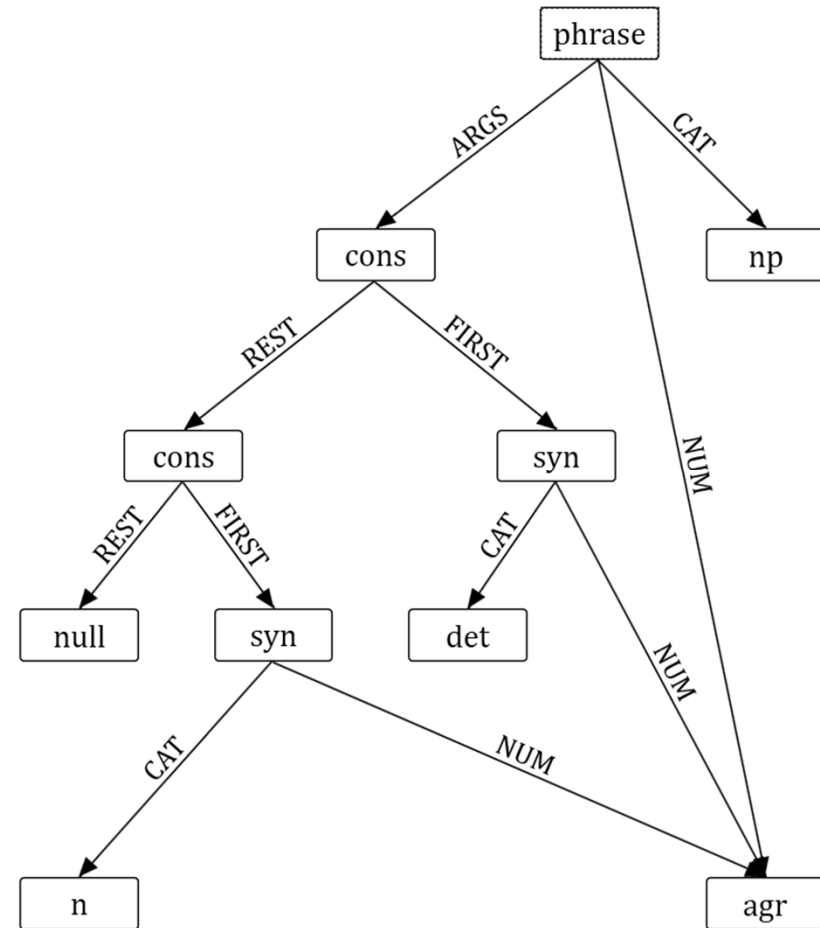 phrase
ARGS
CAT
cons
np
REST
FIRST
NUM
cons
syn
REST
FIRST
CAT
NUM
null
syn
det
CAT
NUM
n
agr